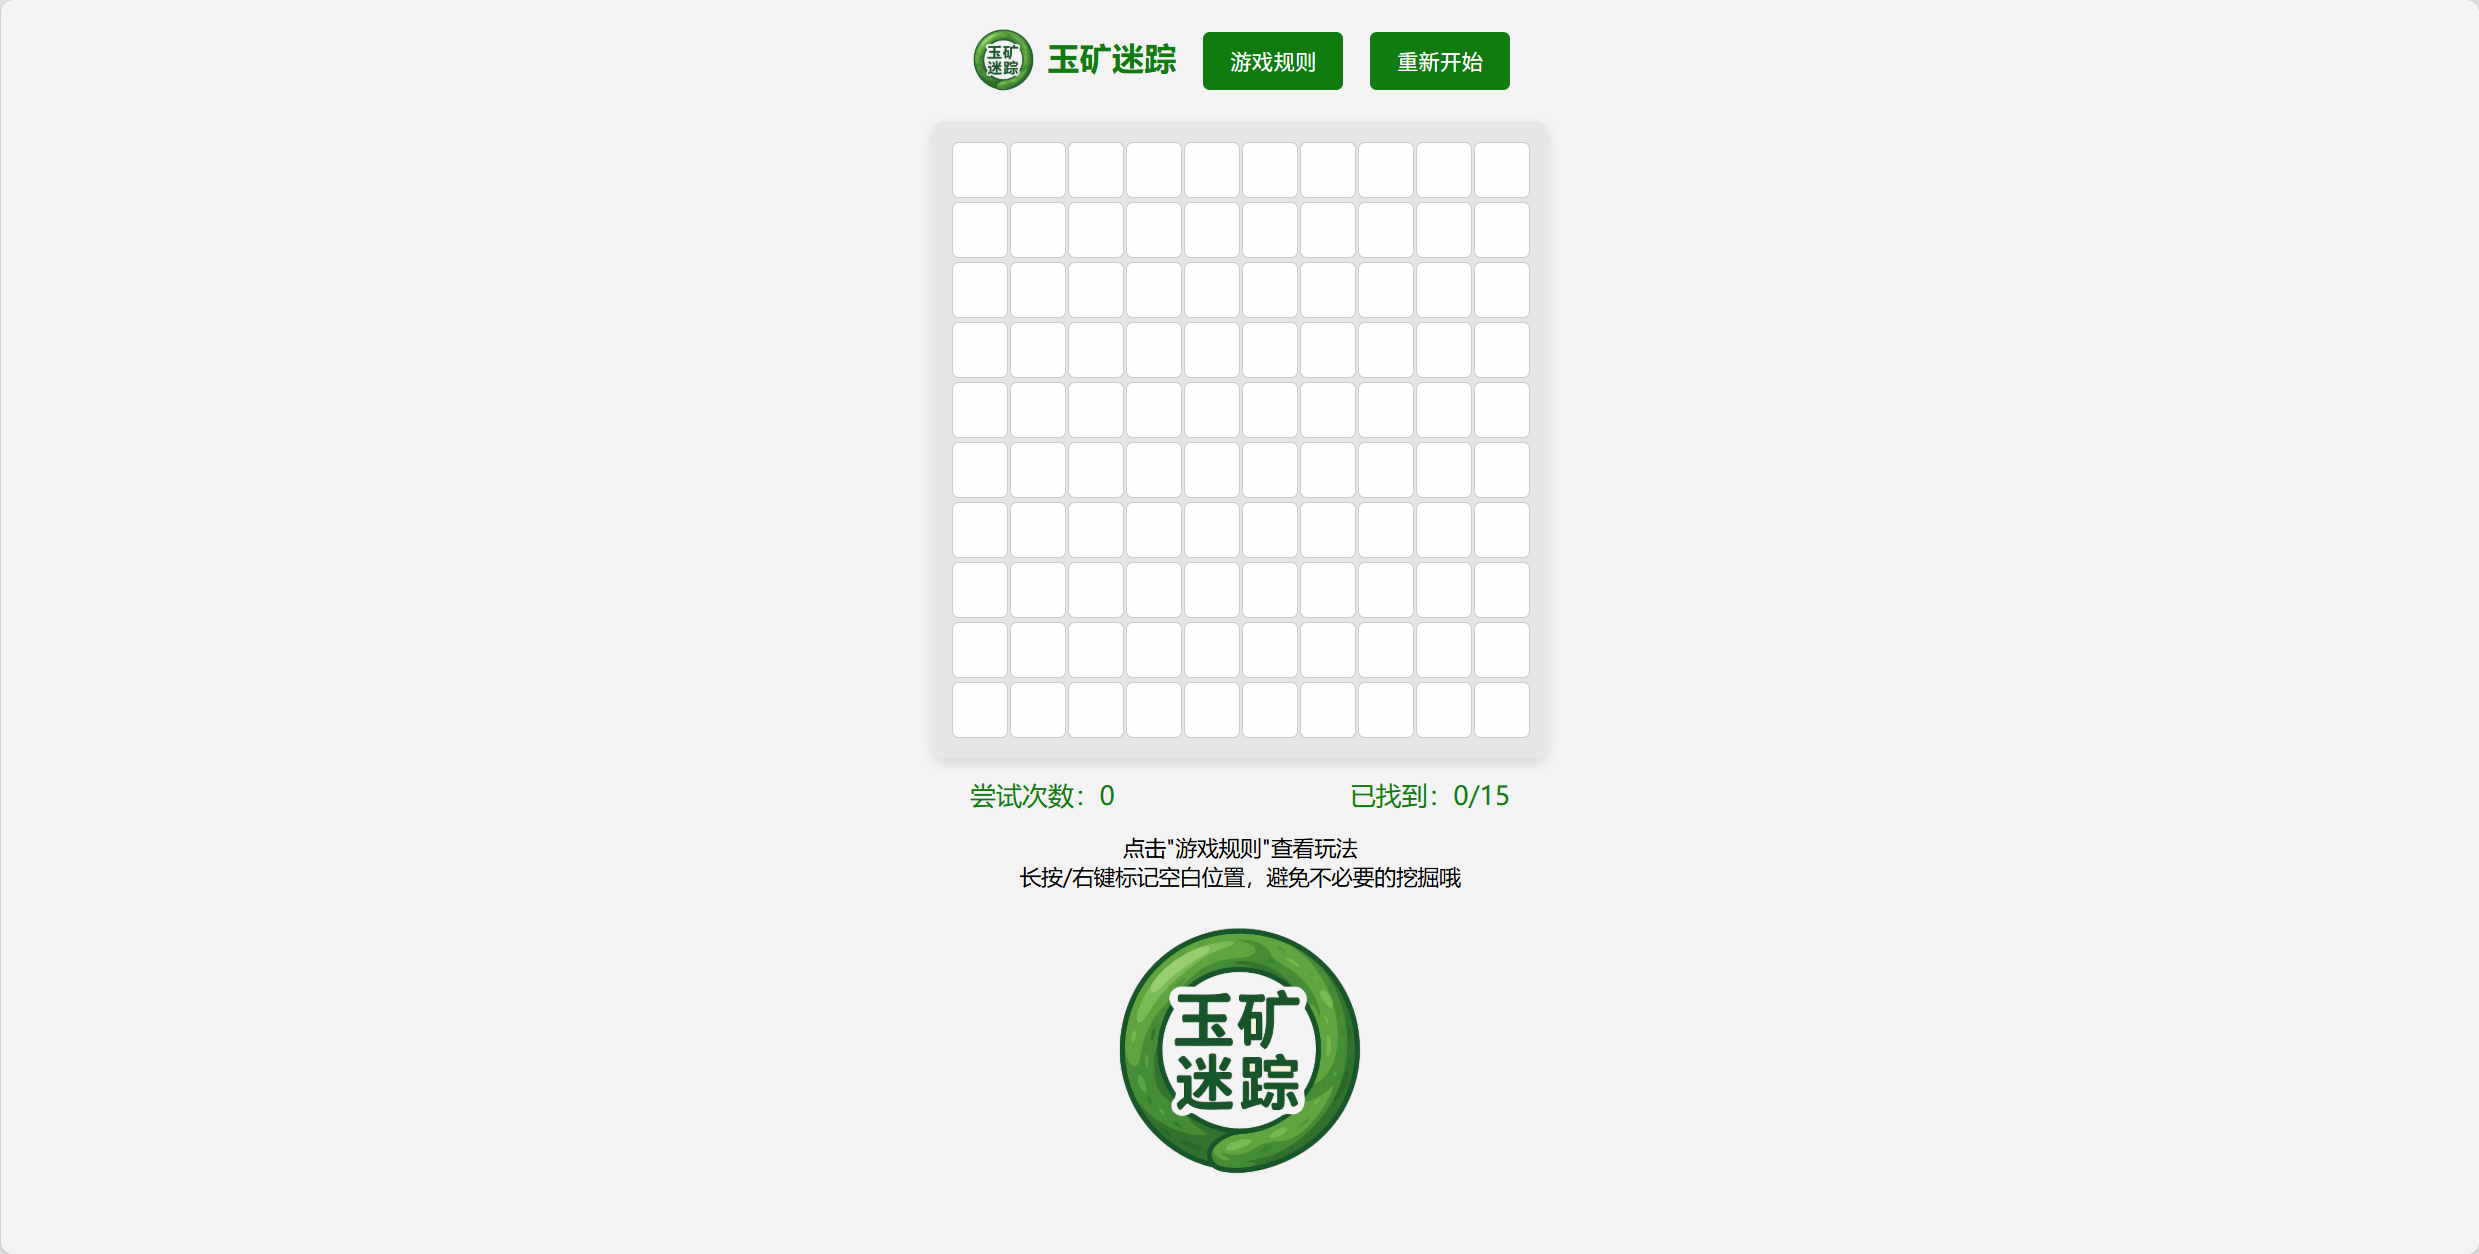 玉矿
迷踪
玉矿迷踪
游戏规则
重新开始
尝试次数：0
已找到：0/15
点击"游戏规则"查看玩法
长按/右键标记空白位置，避免不必要的挖掘哦
玉矿
迷踪